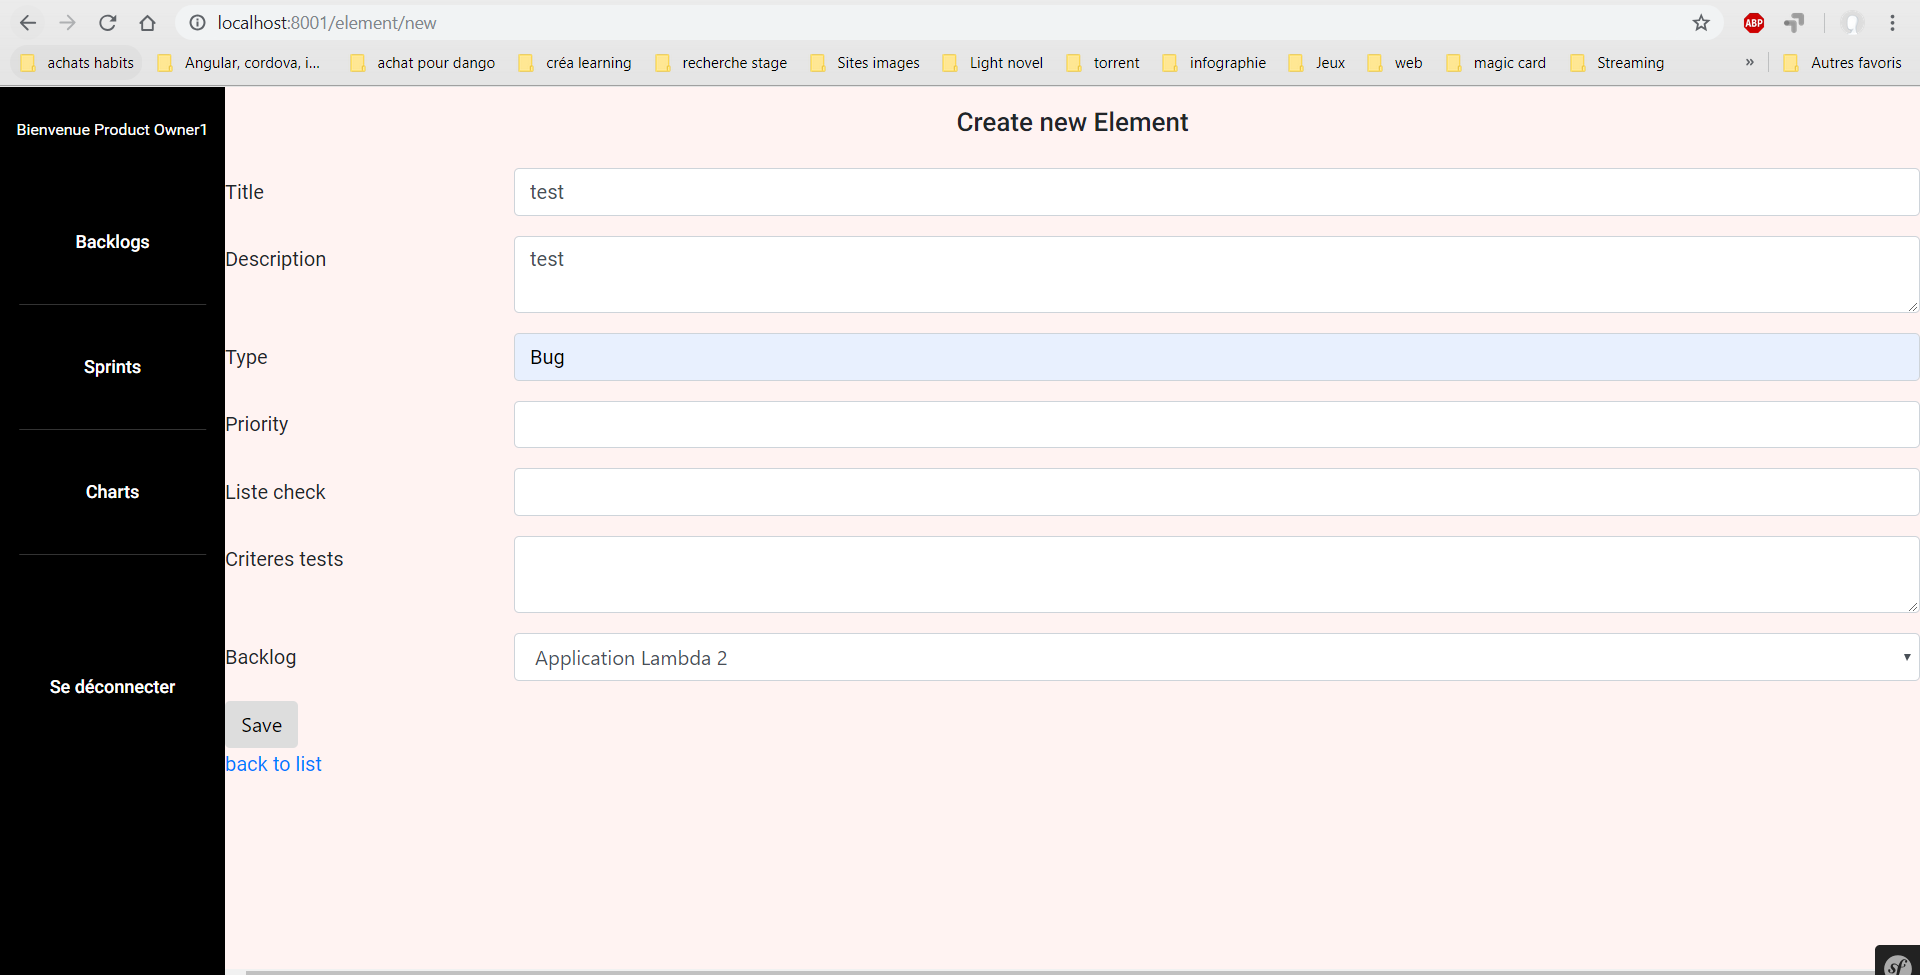 localhost:8001/element/new
ABP
achats habits
Angular, cordova, i...
achat pour dango
créa learning
recherche stage
Sites images
Light novel
torrent
infographie
Jeux
web
magic card
Streaming
»
Autres favoris
Bienvenue Product Owner1
Backlogs
Sprints
Charts
Se déconnecter
Create new Element
Title
test
Description
test
Type
Bug
Priority
Liste check
Criteres tests
Backlog
Application Lambda 2
Save
back to list
sf